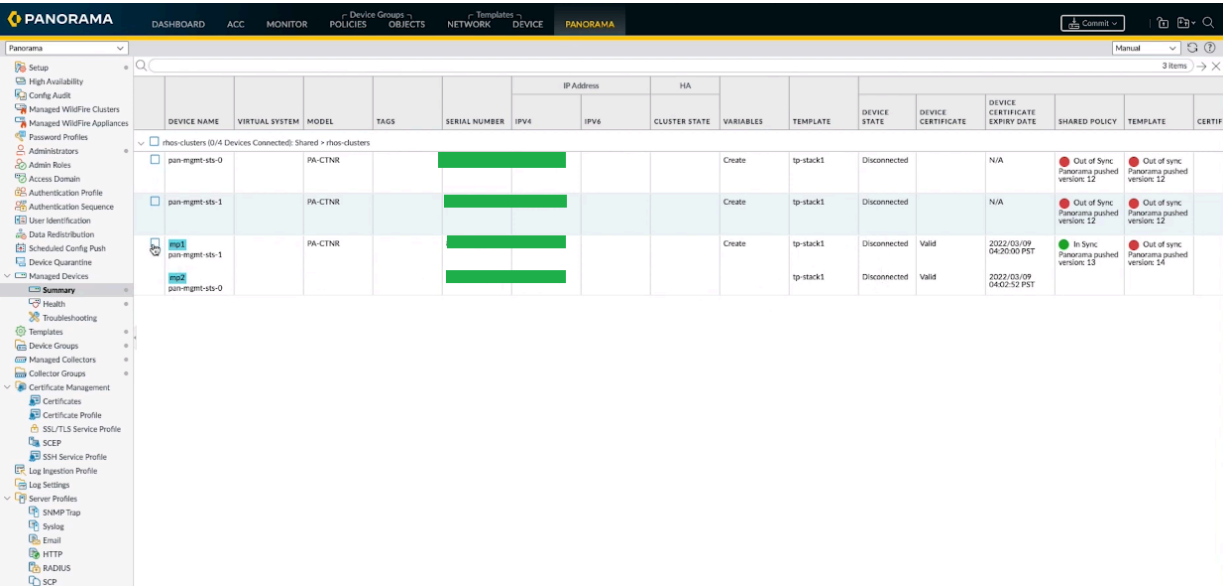 PANORAMA
DASHBOARD ACC MONITOR Device Groups POLICIES OBJECTS Templates NETWORK DEVICE PANORAMA
Commit
Panorama
Manual
3 items
Setup
High Availability
Config Audit
Managed WildFire Clusters
Managed WildFire Appliances
Password Profiles
Administrators
Admin Roles
Access Domain
Authentication Profile
Authentication Sequence
User Identification
Data Redistribution
Scheduled Config Push
Device Quarantine
Managed Devices
Summary
Health
Troubleshooting
Templates
Device Groups
Managed Collectors
Collector Groups
Certificate Management
Certificates
Certificate Profile
SSL/TLS Service Profile
SCEP
SSH Service Profile
Log Ingestion Profile
Log Settings
Server Profiles
SNMP Trap
Syslog
Email
HTTP
RADIUS
SCP
IP Address HA
DEVICE NAME VIRTUAL SYSTEM MODEL TAGS SERIAL NUMBER IPV4 IPV6 CLUSTER STATE VARIABLES TEMPLATE DEVICE STATE DEVICE CERTIFICATE DEVICE CERTIFICATE EXPIRY DATE SHARED POLICY TEMPLATE CERTIF
rhos-clusters (0/4 Devices Connected): Shared > rhos-clusters
pan-mgmt-sts-0 PA-CTNR Create tp-stack1 Disconnected N/A Out of Sync Out of sync
Panorama pushed version: 12 Panorama pushed version: 12
pan-mgmt-sts-1 PA-CTNR Create tp-stack1 Disconnected N/A Out of Sync Out of sync
Panorama pushed version: 12 Panorama pushed version: 12
mp1 PA-CTNR Create tp-stack1 Disconnected Valid 2022/03/09 04:20:00 PST In Sync Out of sync
pan-mgmt-sts-1 Panorama pushed version: 13 Panorama pushed version: 14
mp2 tp-stack1 Disconnected Valid 2022/03/09 04:02:52 PST
pan-mgmt-sts-0